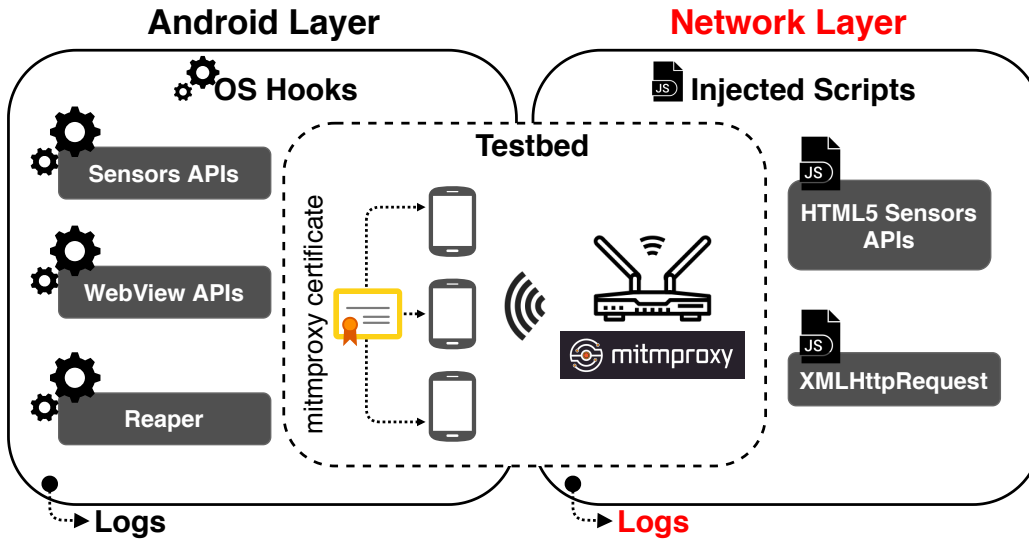 Android Layer
Network Layer
OS Hooks
JS
Injected Scripts
Testbed
Sensors APIs
WebView APIs
Reaper
mitmproxy certificate
mitmproxy
JS
HTML5 Sensors
APIs
JS
XMLHttpRequest
Logs
Logs